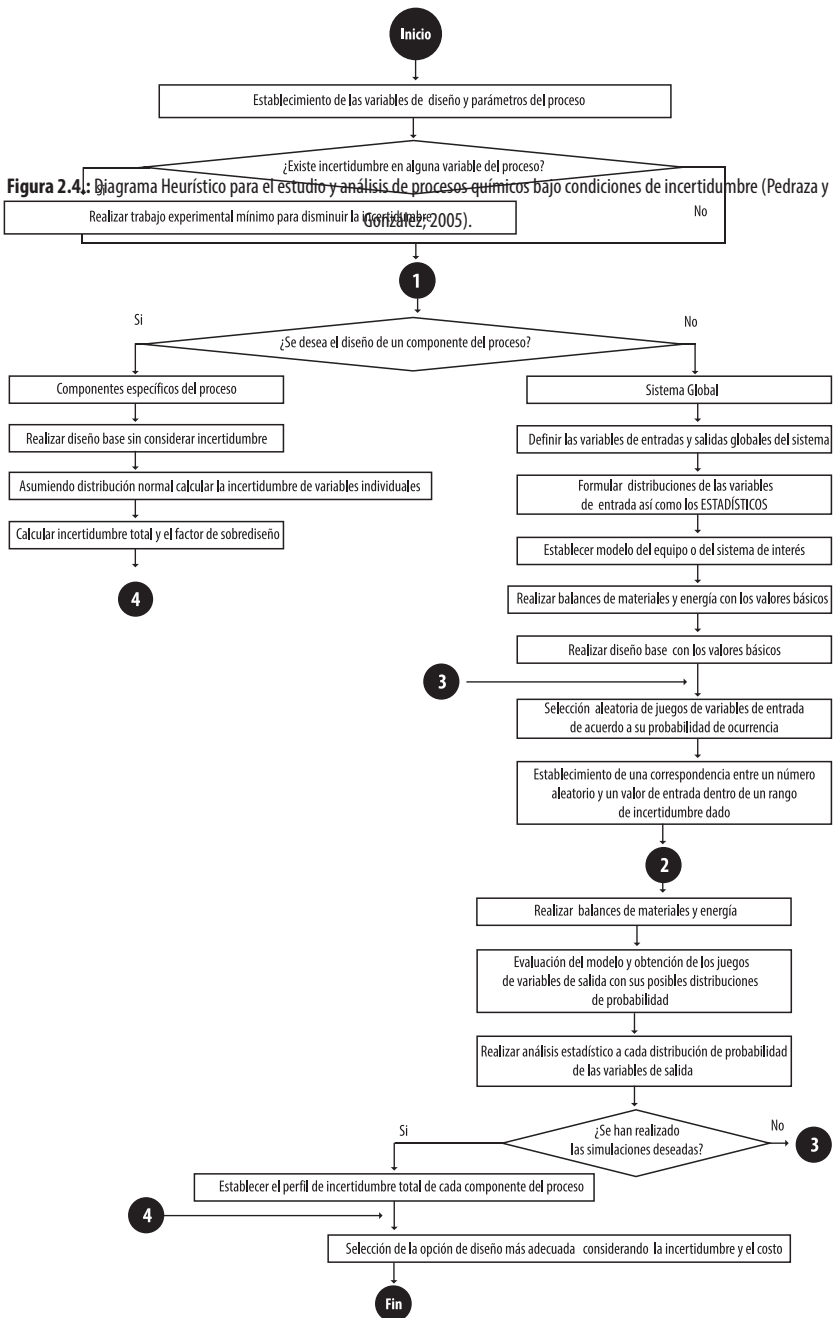 Inicio
Establecimiento de las variables de diseño y parámetros del proceso
¿Existe incertidumbre en alguna variable del proceso?
Si
Figura 2.4.: Diagrama Heurístico para el estudio y análisis de procesos químicos bajo condiciones de incertidumbre (Pedraza y
González, 2005).
Realizar trabajo experimental mínimo para disminuir la incertidumbre
No
1
Si
No
¿Se desea el diseño de un componente del proceso?
Componentes específicos del proceso
Realizar diseño base sin considerar incertidumbre
Asumiendo distribución normal calcular la incertidumbre de variables individuales
Calcular incertidumbre total y el factor de sobrediseño
4
Sistema Global
Definir las variables de entradas y salidas globales del sistema
Formular distribuciones de las variables
de entrada así como los ESTADÍSTICOS
Establecer modelo del equipo o del sistema de interés
Realizar balances de materiales y energía con los valores básicos
Realizar diseño base con los valores básicos
3
Selección aleatoria de juegos de variables de entrada
de acuerdo a su probabilidad de ocurrencia
Establecimiento de una correspondencia entre un número
aleatorio y un valor de entrada dentro de un rango
de incertidumbre dado
2
Realizar balances de materiales y energía
Evaluación del modelo y obtención de los juegos
de variables de salida con sus posibles distribuciones
de probabilidad
Realizar análisis estadístico a cada distribución de probabilidad
de las variables de salida
¿Se han realizado
las simulaciones deseadas?
Si
No
3
Establecer el perfil de incertidumbre total de cada componente del proceso
4
Selección de la opción de diseño más adecuada considerando la incertidumbre y el costo
Fin